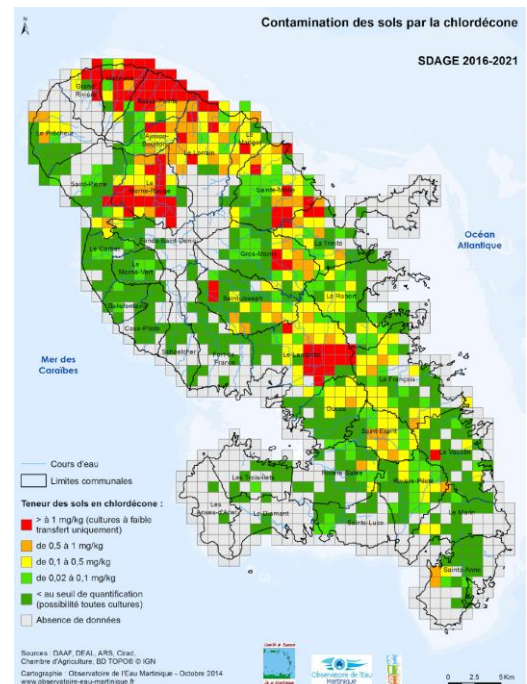 Contamination des sols par la chlordécone
SDAGE 2016-2021
N
Grand'
Rivière
Macouba
Basse-Pointe
Le Prêcheur
L'Ajoupa-
Bouillon
Le Lorrain
Le
Marigot
Saint-Pierre
Le
Morne-Rouge
Sainte-Marie
Océan
Atlantique
Fonds-Saint-Denis
La Trinité
Le Carbet
Gros-Morne
Le
Morne-Vert
Bellefontaine
Saint-Joseph
Le Robert
Case-Pilote
Schoelcher
Fort-de-
France
Le Lamentin
Mer des
Caraïbes
Le François
Ducos
Saint-Esprit
Le Vauclin
Rivière-Salée
Rivière-Pilote
Les Trois-Ilets
Les
Anses-d'Arlet
Le Diamant
Sainte-Luce
Le Marin
Sainte-Anne
Cours d'eau
Limites communales
Teneur des sols en chlordécone :
> à 1 mg/kg (cultures à faible
transfert uniquement)
de 0,5 à 1 mg/kg
de 0,1 à 0,5 mg/kg
de 0,02 à 0,1 mg/kg
< au seuil de quantification
(possibilité toutes cultures)
Absence de données
Sources : DAAF, DEAL, ARS, Cirad,
Chambre d'Agriculture, BD TOPO® © IGN
Cartographie : Observatoire de l'Eau Martinique - Octobre 2014
www.observatoire-eau-martinique.fr
Observatoire de l'Eau
Martinique
0 2.5 5 Km